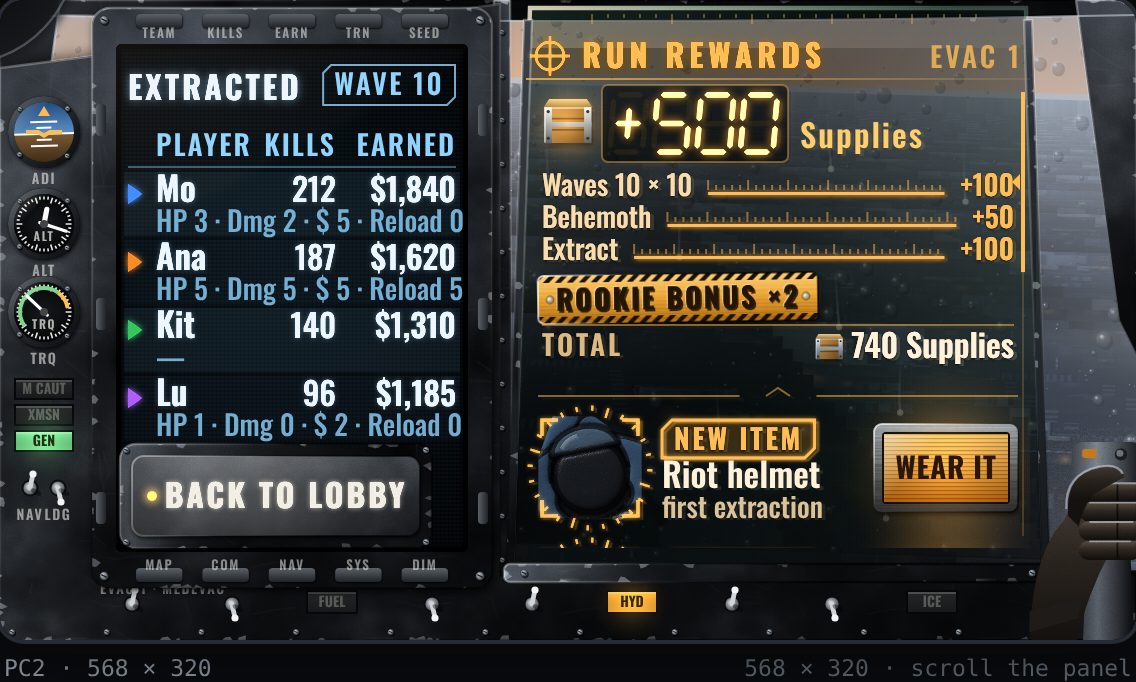 TEAM KILLS EARN TRN SEED
EXTRACTED WAVE 10
PLAYER KILLS EARNED
Mo 212 $1,840
HP 3 · Dmg 2 · $ 5 · Reload 0
Ana 187 $1,620
HP 5 · Dmg 5 · $ 5 · Reload 5
Kit 140 $1,310
—
Lu 96 $1,185
HP 1 · Dmg 0 · $ 2 · Reload 0
BACK TO LOBBY
MAP COM NAV SYS DIM
ADI
ALT
ALT
TRQ
TRQ
M CAUT
XMSN
GEN
NAV LDG
RUN REWARDS EVAC 1
+500 Supplies
Waves 10 × 10 +100
Behemoth +50
Extract +100
ROOKIE BONUS ×2
TOTAL 740 Supplies
NEW ITEM
Riot helmet
first extraction
WEAR IT
FUEL HYD ICE
PC2 · 568 × 320
568 × 320 · scroll the panel